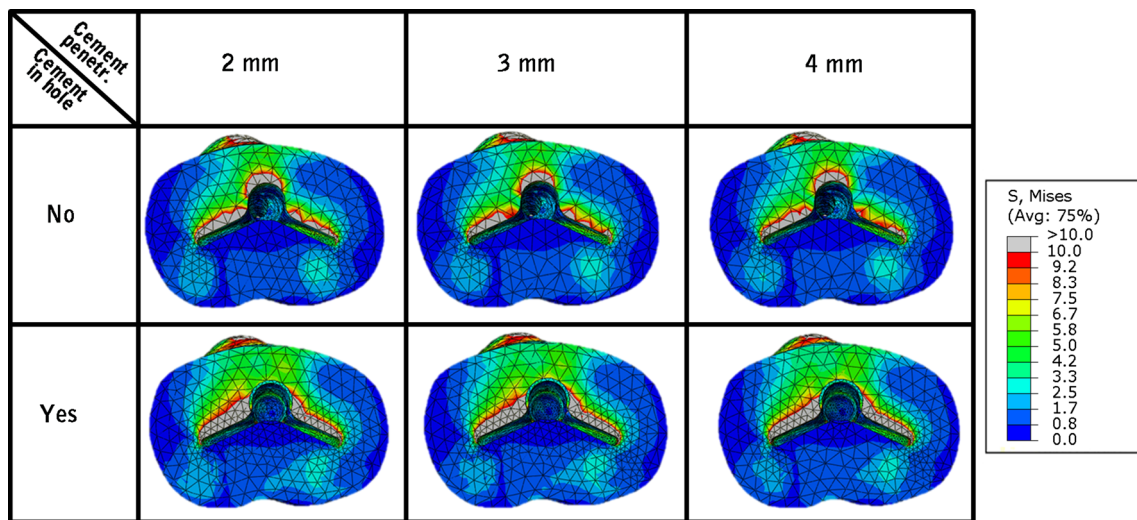 Cement
penetr.
Cement
in hole
2 mm
3 mm
4 mm
No
Yes
S, Mises
(Avg: 75%)
>10.0
10.0
9.2
8.3
7.5
6.7
5.8
5.0
4.2
3.3
2.5
1.7
0.8
0.0